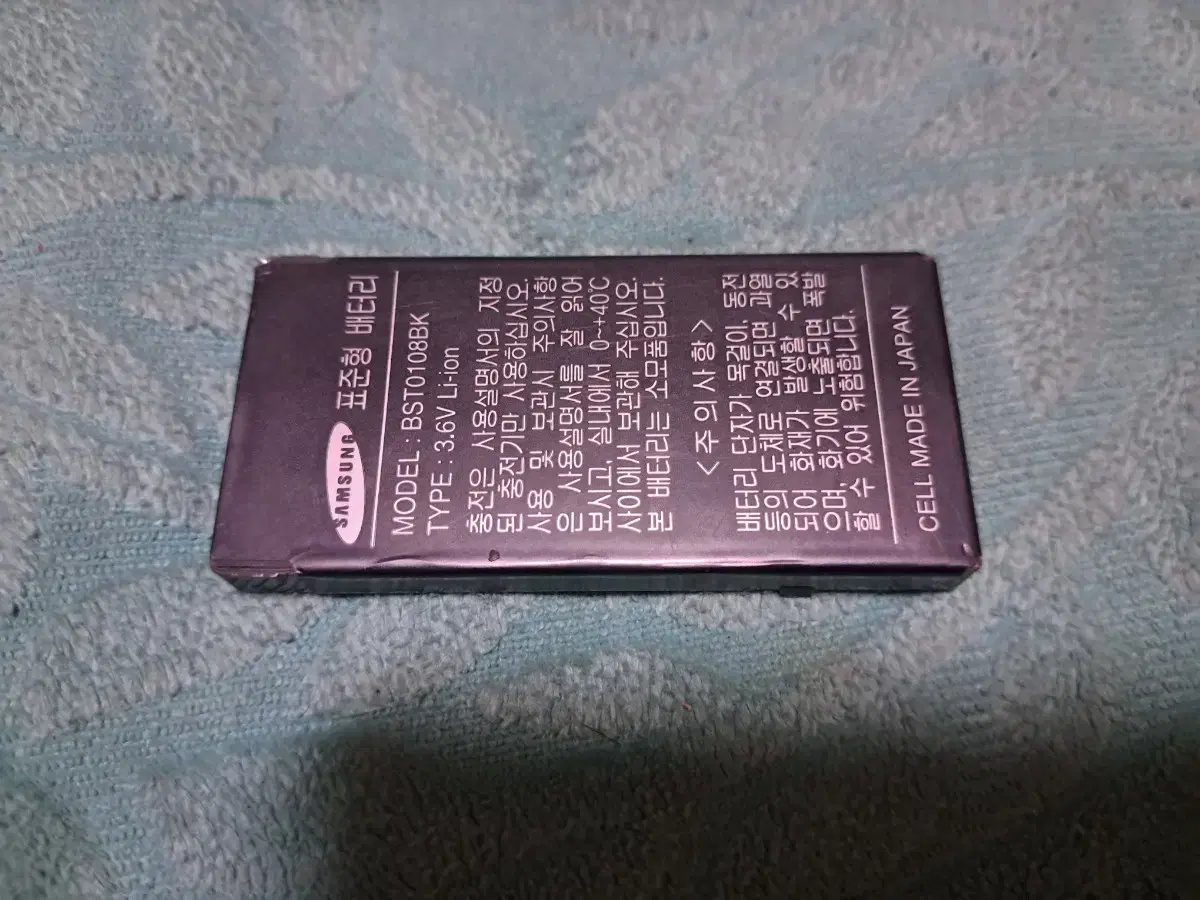 SAMSUNG 표준형 배터리
MODEL : BST0108BK
TYPE : 3.6V Li-ion
충전은 사용설명서의 지정
된 충전기만 사용하십시오.
사용 및 보관시 주의사항
은 사용설명서를 잘 읽어
보시고, 실내에서 0~+40℃
사이에서 보관해 주십시오.
본 배터리는 소모품입니다.
<주의사항>
배터리 단자가 목걸이, 동전
등의 도체로 연결되면 과열
되어 화재가 발생할 수 있
으며, 화기에 노출되면 폭발
할 수 있어 위험합니다.
CELL MADE IN JAPAN